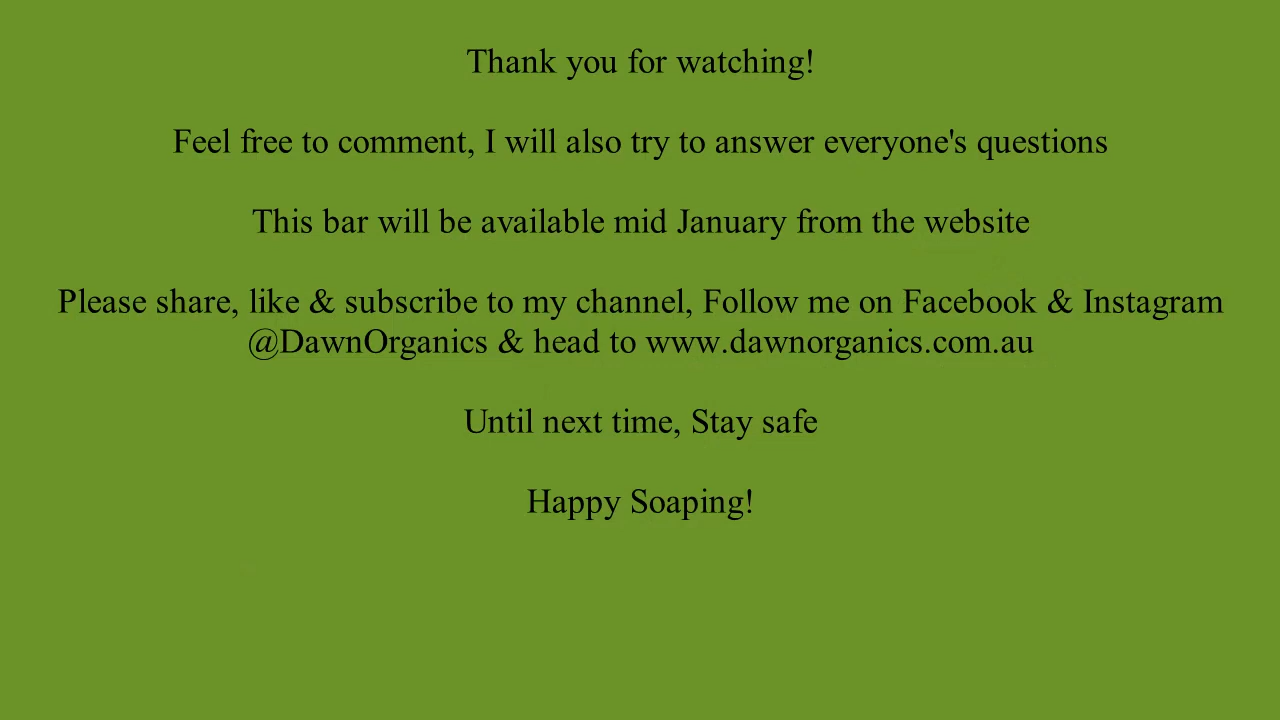 Thank you for watching!
Feel free to comment, I will also try to answer everyone's questions
This bar will be available mid January from the website
Please share, like & subscribe to my channel, Follow me on Facebook & Instagram
@DawnOrganics & head to www.dawnorganics.com.au
Until next time, Stay safe
Happy Soaping!